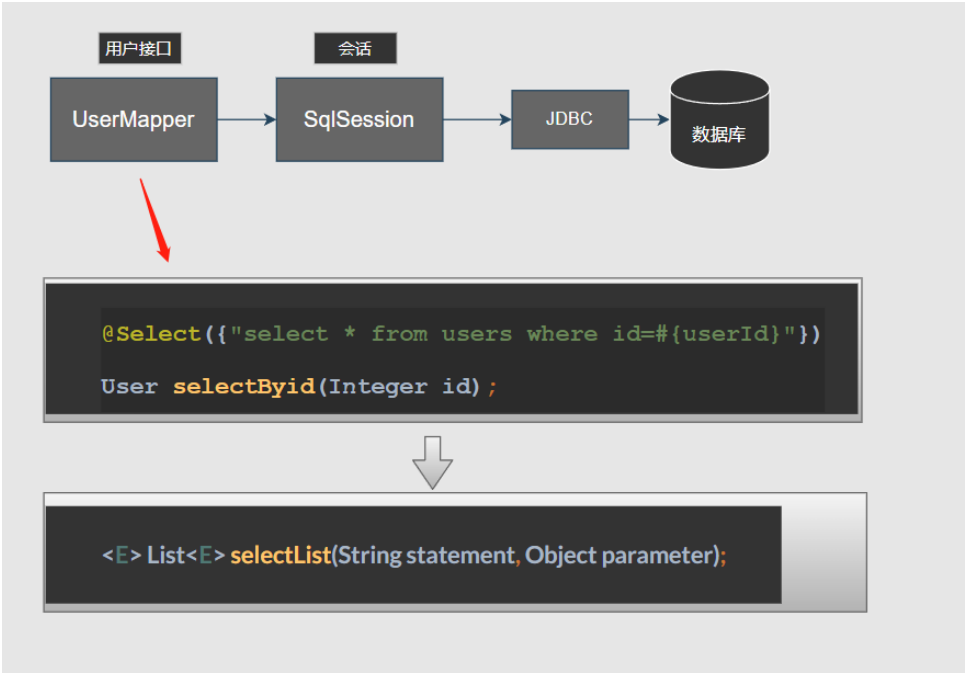 用户接口
会话
UserMapper
SqlSession
JDBC
数据库
@Select({"select * from users where id=#{userId}"})
User selectByid(Integer id);
<E> List<E> selectList(String statement, Object parameter);